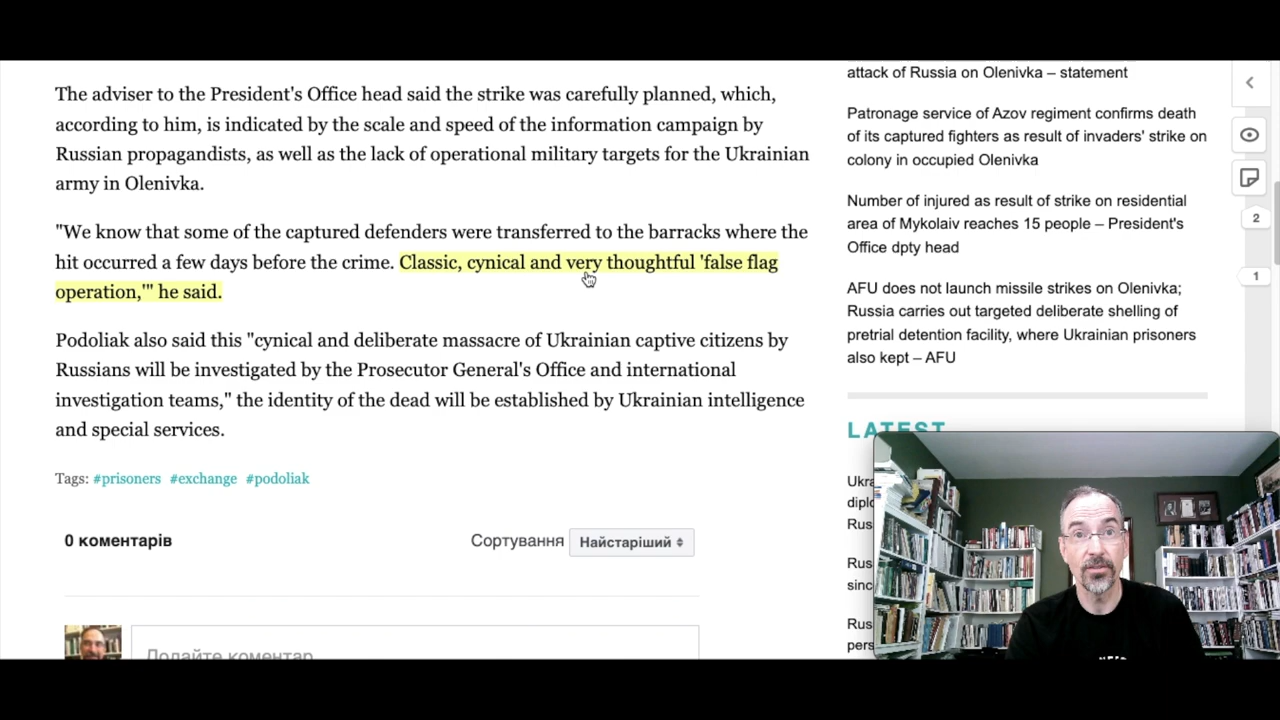 The adviser to the President's Office head said the strike was carefully planned, which,
according to him, is indicated by the scale and speed of the information campaign by
Russian propagandists, as well as the lack of operational military targets for the Ukrainian
army in Olenivka.
"We know that some of the captured defenders were transferred to the barracks where the
hit occurred a few days before the crime. Classic, cynical and very thoughtful 'false flag
operation,'" he said.
Podoliak also said this "cynical and deliberate massacre of Ukrainian captive citizens by
Russians will be investigated by the Prosecutor General's Office and international
investigation teams," the identity of the dead will be established by Ukrainian intelligence
and special services.
Tags: #prisoners #exchange #podoliak
0 коментарів
Сортування Найстаріший
Додайте коментар
attack of Russia on Olenivka – statement
Patronage service of Azov regiment confirms death
of its captured fighters as result of invaders' strike on
colony in occupied Olenivka
Number of injured as result of strike on residential
area of Mykolaiv reaches 15 people – President's
Office dpty head
AFU does not launch missile strikes on Olenivka;
Russia carries out targeted deliberate shelling of
pretrial detention facility, where Ukrainian prisoners
also kept – AFU
LATEST
2
1